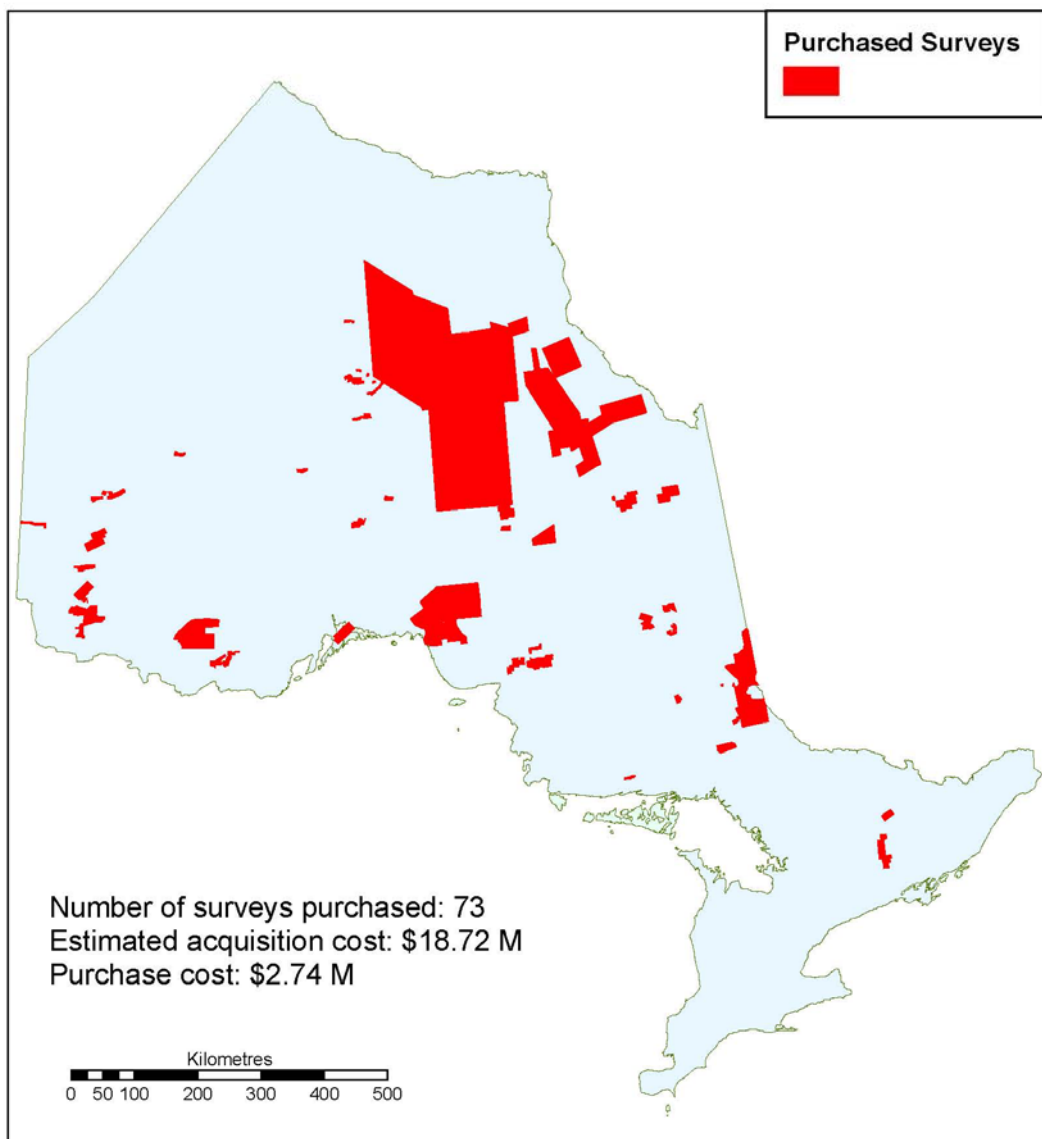 Purchased Surveys
Number of surveys purchased: 73
Estimated acquisition cost: $18.72 M
Purchase cost: $2.74 M
Kilometres
0 50 100 200 300 400 500